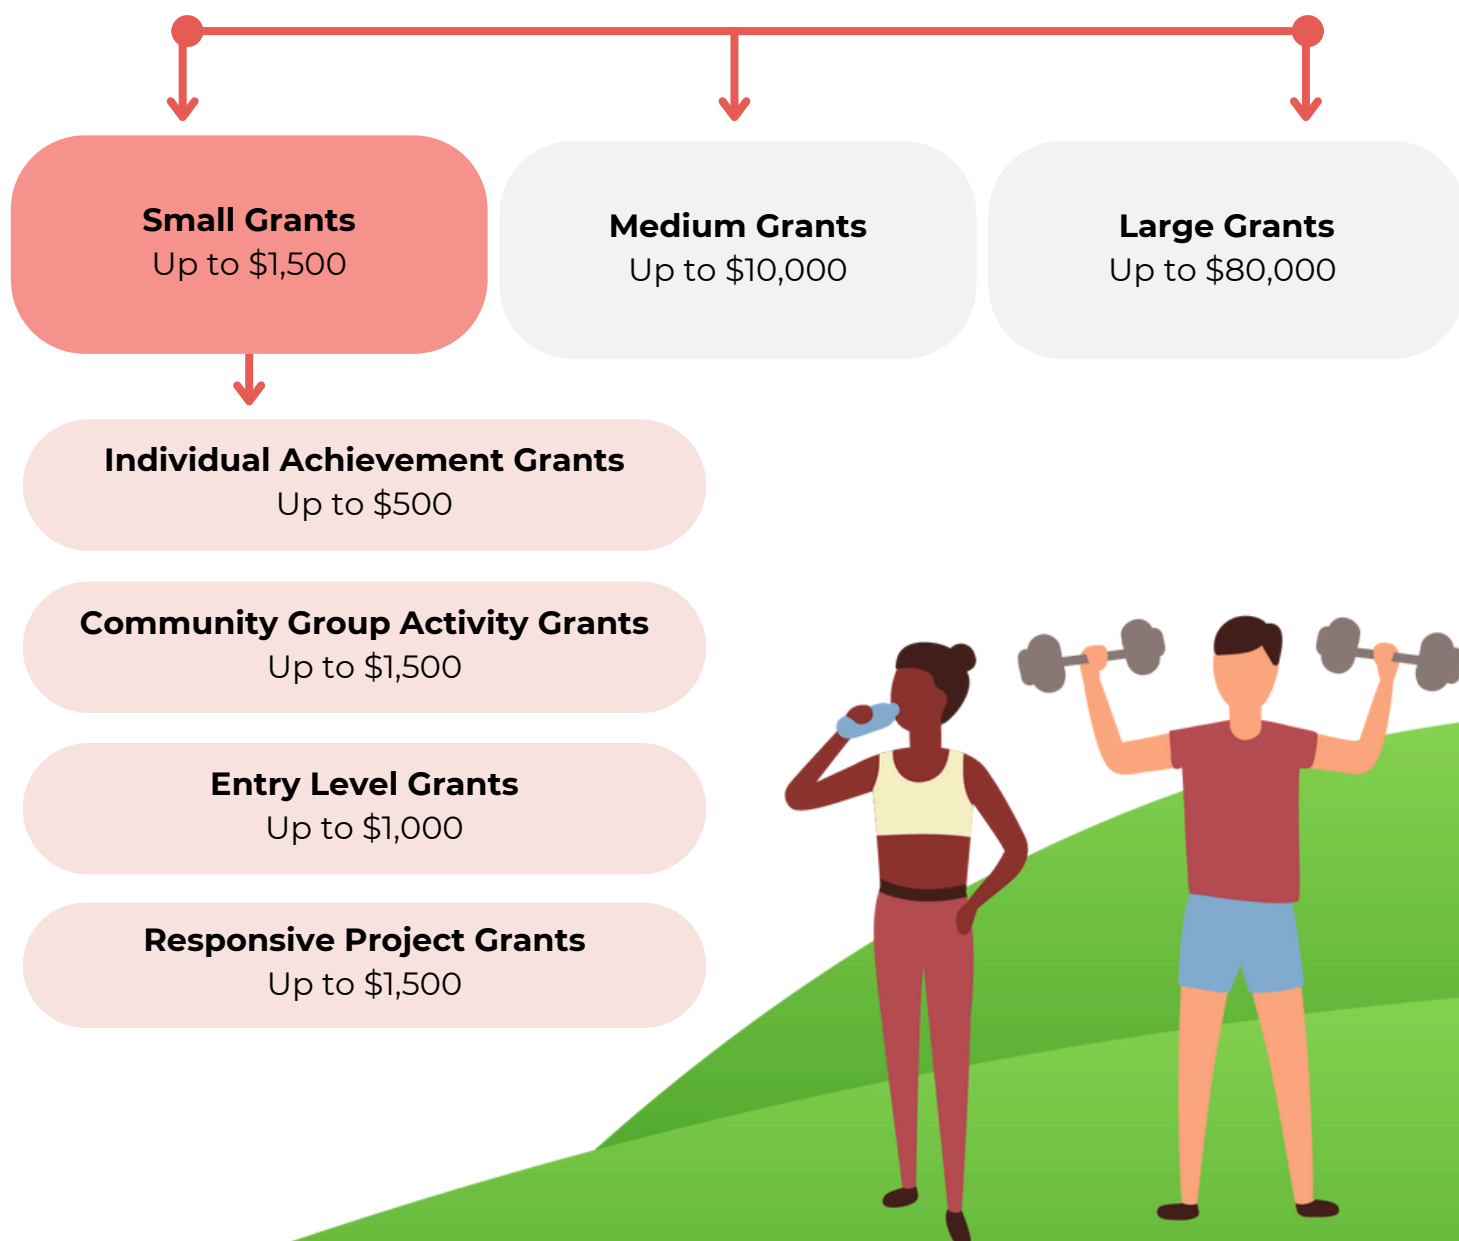 Small Grants
Up to $1,500
Medium Grants
Up to $10,000
Large Grants
Up to $80,000
Individual Achievement Grants
Up to $500
Community Group Activity Grants
Up to $1,500
Entry Level Grants
Up to $1,000
Responsive Project Grants
Up to $1,500